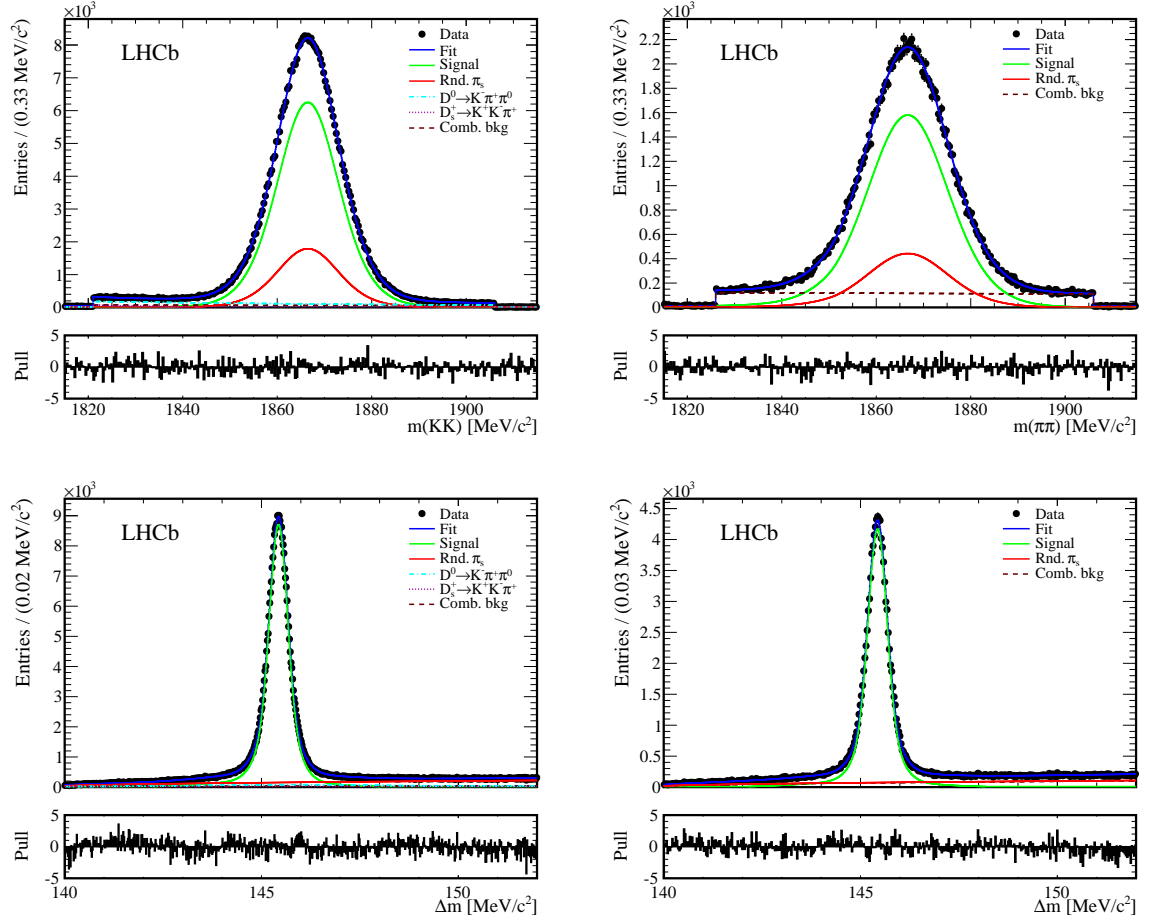 ×10³
LHCb
Data
Fit
Signal
Rnd. πₛ
D⁰→K⁻π⁺π⁰
Dₛ⁺→K⁺K⁻π⁺
Comb. bkg
Entries / (0.33 MeV/c²)
8
7
6
5
4
3
2
1
0
Pull
5
0
-5
1820 1840 1860 1880 1900
m(KK) [MeV/c²]
×10³
LHCb
Data
Fit
Signal
Rnd. πₛ
Comb. bkg
Entries / (0.33 MeV/c²)
2.2
2
1.8
1.6
1.4
1.2
1
0.8
0.6
0.4
0.2
0
Pull
5
0
-5
1820 1840 1860 1880 1900
m(ππ) [MeV/c²]
×10³
LHCb
Data
Fit
Signal
Rnd. πₛ
D⁰→K⁻π⁺π⁰
Dₛ⁺→K⁺K⁻π⁺
Comb. bkg
Entries / (0.02 MeV/c²)
9
8
7
6
5
4
3
2
1
0
Pull
5
0
-5
140 145 150
Δm [MeV/c²]
×10³
LHCb
Data
Fit
Signal
Rnd. πₛ
Comb. bkg
Entries / (0.03 MeV/c²)
4.5
4
3.5
3
2.5
2
1.5
1
0.5
0
Pull
5
0
-5
140 145 150
Δm [MeV/c²]